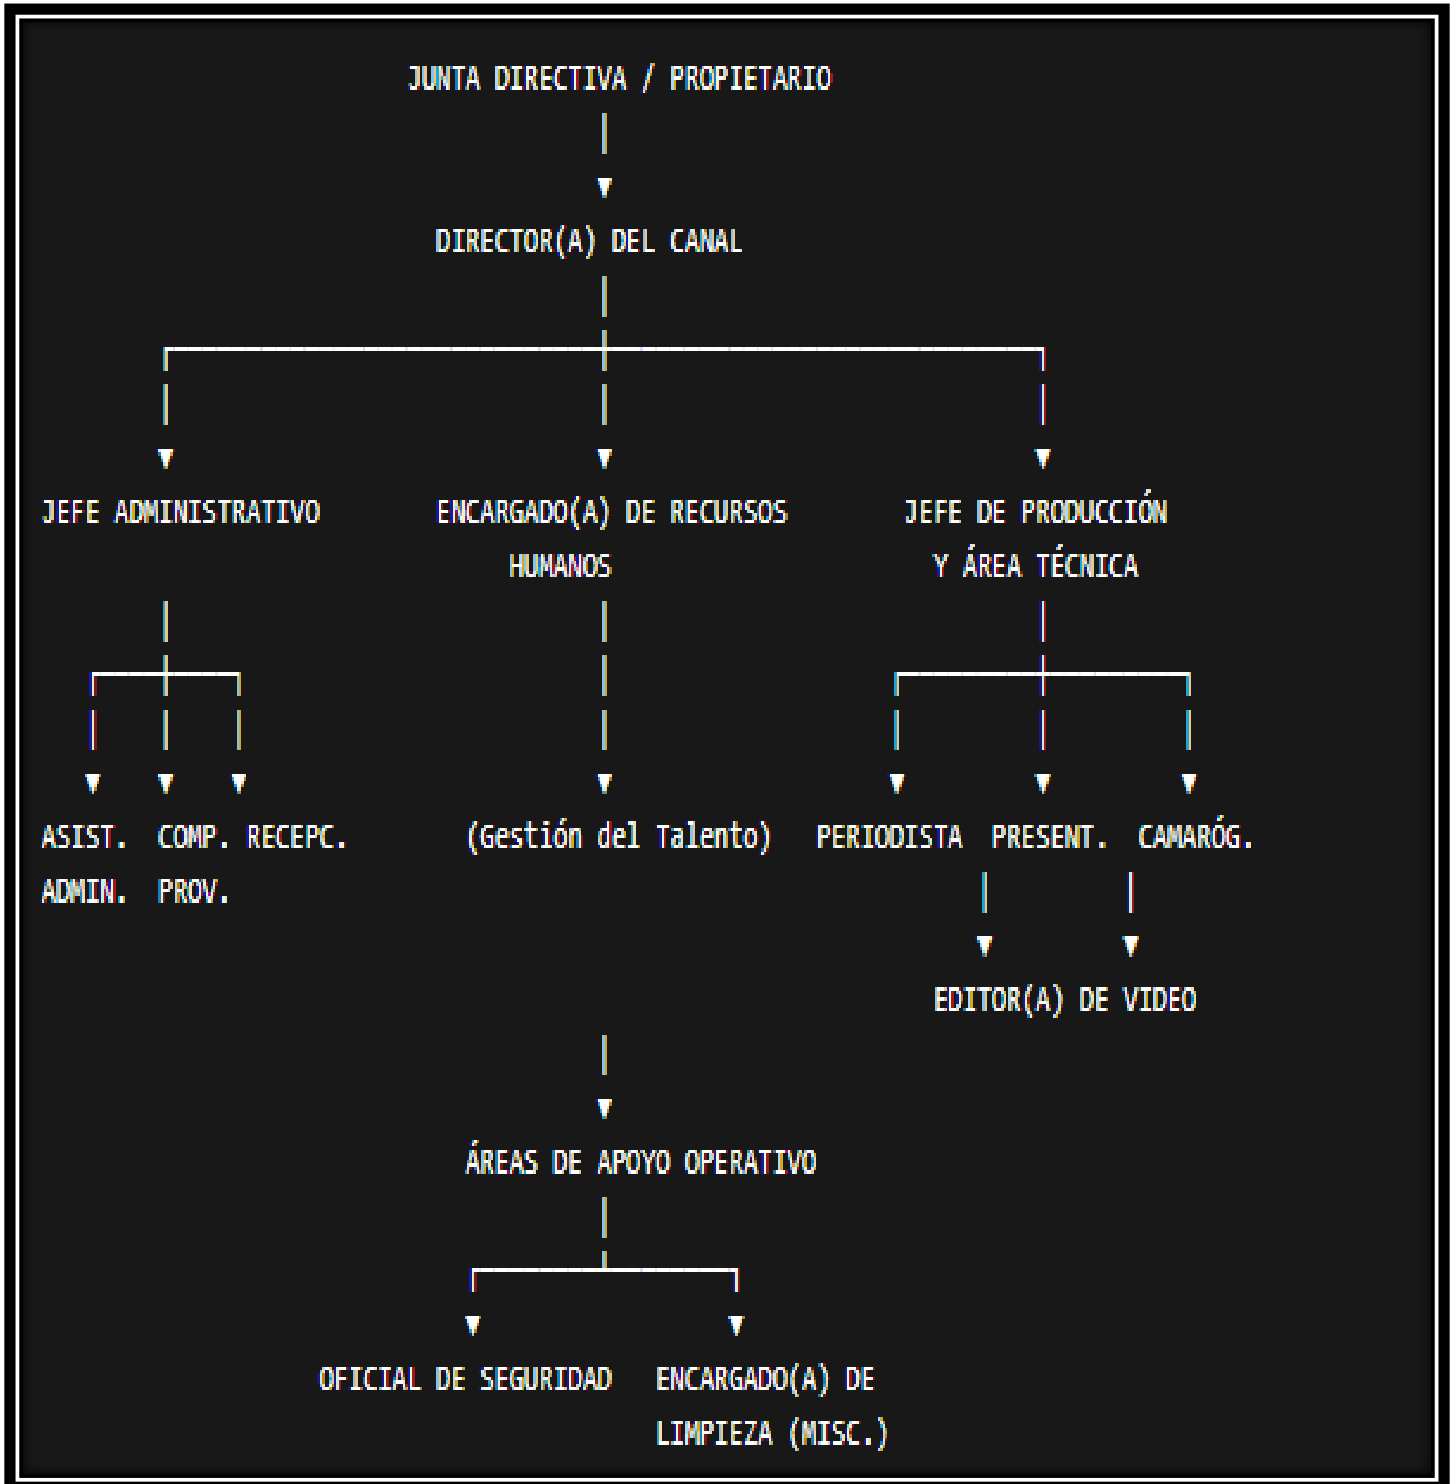 JUNTA DIRECTIVA / PROPIETARIO
DIRECTOR(A) DEL CANAL
JEFE ADMINISTRATIVO ENCARGADO(A) DE RECURSOS JEFE DE PRODUCCIÓN
HUMANOS Y ÁREA TÉCNICA
ASIST. COMP. RECEPC. (Gestión del Talento) PERIODISTA PRESENT. CAMARÓG.
ADMIN. PROV.
EDITOR(A) DE VIDEO
ÁREAS DE APOYO OPERATIVO
OFICIAL DE SEGURIDAD ENCARGADO(A) DE
LIMPIEZA (MISC.)